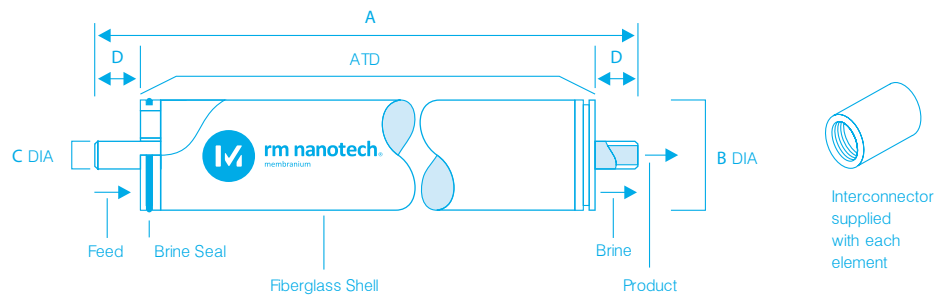 A
D
ATD
D
C DIA
rm nanotech®
membranium
B DIA
Feed
Brine Seal
Brine
Fiberglass Shell
Product
Interconnector
supplied
with each
element